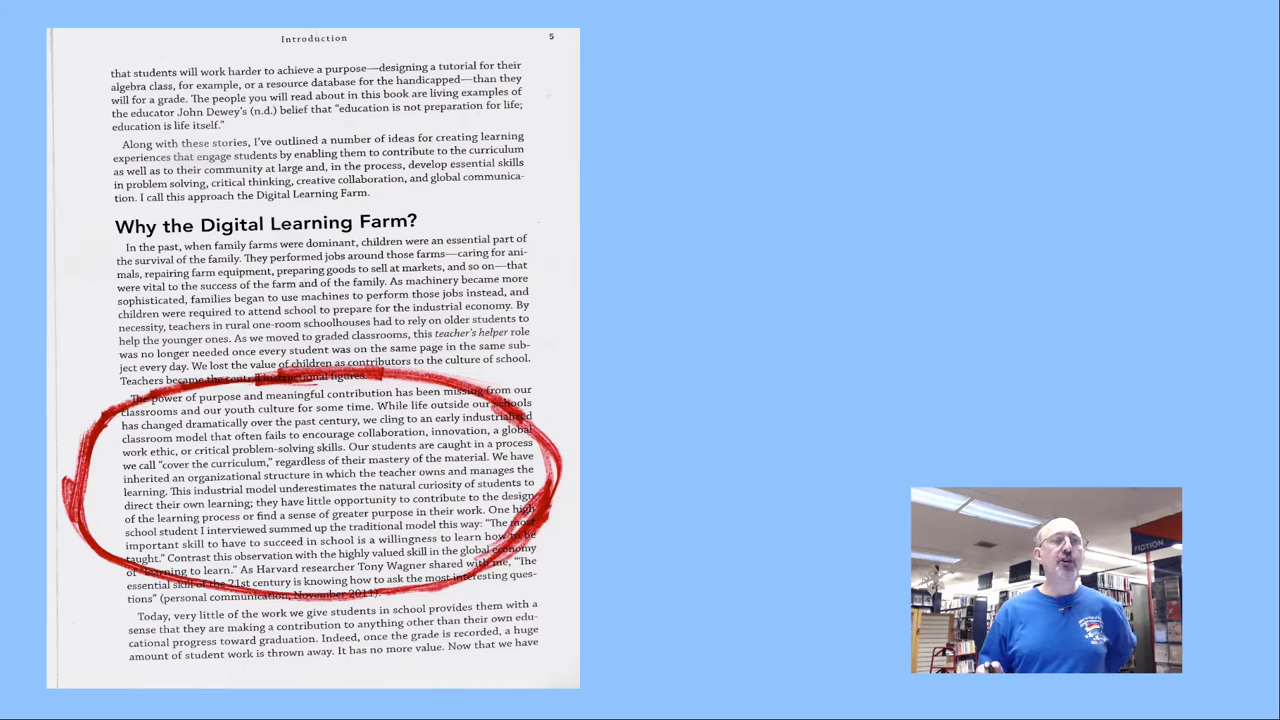 Introduction
5
that students will work harder to achieve a purpose—designing a tutorial for their
algebra class, for example, or a resource database for the handicapped—than they
will for a grade. The people you will read about in this book are living examples of
the educator John Dewey's (n.d.) belief that “education is not preparation for life;
education is life itself.”
Along with these stories, I've outlined a number of ideas for creating learning
experiences that engage students by enabling them to contribute to the curriculum
as well as to their community at large and, in the process, develop essential skills
in problem solving, critical thinking, creative collaboration, and global communica-
tion. I call this approach the Digital Learning Farm.
Why the Digital Learning Farm?
In the past, when family farms were dominant, children were an essential part of
the survival of the family. They performed jobs around those farms—caring for ani-
mals, repairing farm equipment, preparing goods to sell at markets, and so on—that
were vital to the success of the farm and of the family. As machinery became more
sophisticated, families began to use machines to perform those jobs instead, and
children were required to attend school to prepare for the industrial economy. By
necessity, teachers in rural one-room schoolhouses had to rely on older students to
help the younger ones. As we moved to graded classrooms, this teacher's helper role
was no longer needed once every student was on the same page in the same sub-
ject every day. We lost the value of children as contributors to the culture of school.
Teachers became the central instructional figures.
The power of purpose and meaningful contribution has been missing from our
classrooms and our youth culture for some time. While life outside our schools
has changed dramatically over the past century, we cling to an early industrialized
classroom model that often fails to encourage collaboration, innovation, a global
work ethic, or critical problem-solving skills. Our students are caught in a process
we call “cover the curriculum,” regardless of their mastery of the material. We have
inherited an organizational structure in which the teacher owns and manages the
learning. This industrial model underestimates the natural curiosity of students to
direct their own learning; they have little opportunity to contribute to the design
of the learning process or find a sense of greater purpose in their work. One high
school student I interviewed summed up the traditional model this way: “The most
important skill to have to succeed in school is a willingness to learn how to be
taught.” Contrast this observation with the highly valued skill in the global economy
of “learning to learn.” As Harvard researcher Tony Wagner shared with me, “The
essential skill of the 21st century is knowing how to ask the most interesting ques-
tions” (personal communication, November 2011).
Today, very little of the work we give students in school provides them with a
sense that they are making a contribution to anything other than their own edu-
cational progress toward graduation. Indeed, once the grade is recorded, a huge
amount of student work is thrown away. It has no more value. Now that we have
FICTION